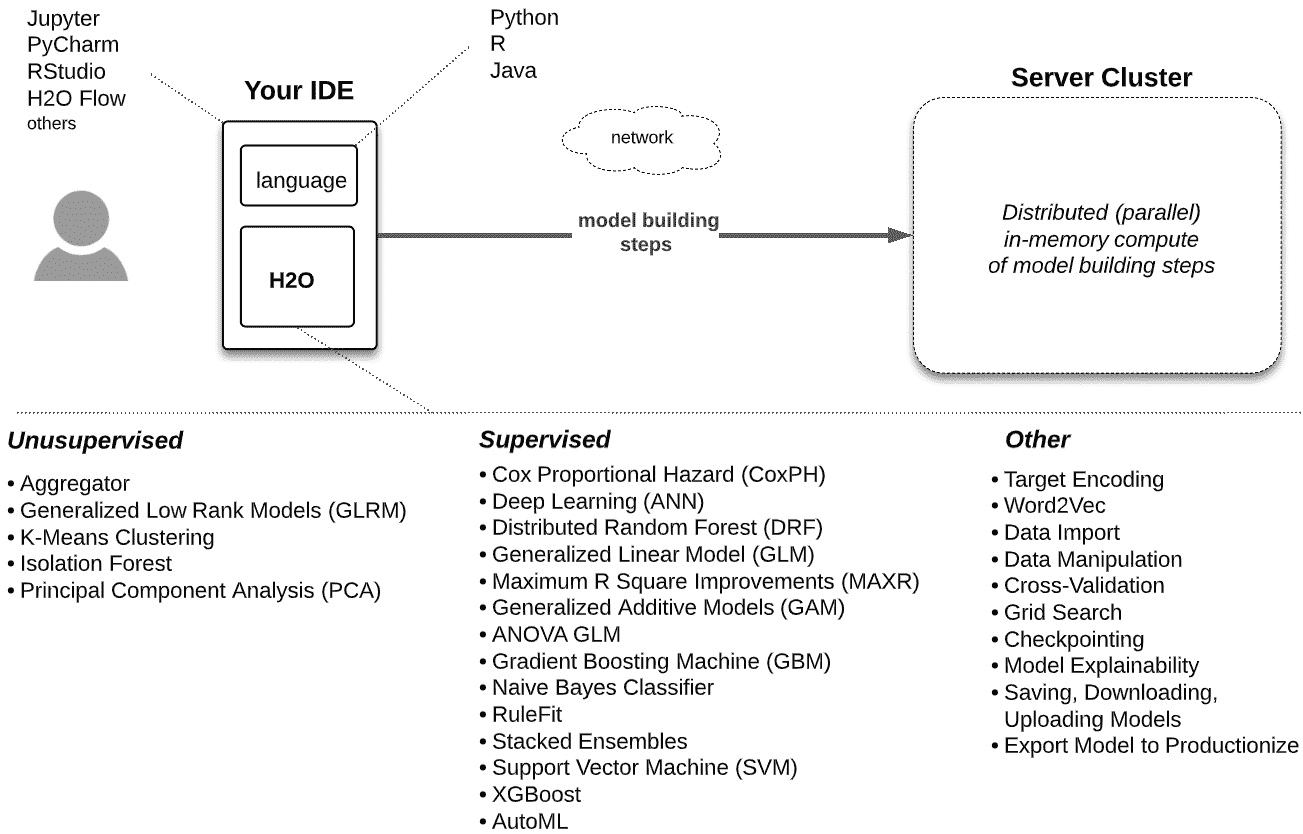 Jupyter
PyCharm
RStudio
H2O Flow
others
Python
R
Java
Your IDE
language
H2O
network
model building
steps
Server Cluster
Distributed (parallel)
in-memory compute
of model building steps
Unusupervised
• Aggregator
• Generalized Low Rank Models (GLRM)
• K-Means Clustering
• Isolation Forest
• Principal Component Analysis (PCA)
Supervised
• Cox Proportional Hazard (CoxPH)
• Deep Learning (ANN)
• Distributed Random Forest (DRF)
• Generalized Linear Model (GLM)
• Maximum R Square Improvements (MAXR)
• Generalized Additive Models (GAM)
• ANOVA GLM
• Gradient Boosting Machine (GBM)
• Naive Bayes Classifier
• RuleFit
• Stacked Ensembles
• Support Vector Machine (SVM)
• XGBoost
• AutoML
Other
• Target Encoding
• Word2Vec
• Data Import
• Data Manipulation
• Cross-Validation
• Grid Search
• Checkpointing
• Model Explainability
• Saving, Downloading,
Uploading Models
• Export Model to Productionize